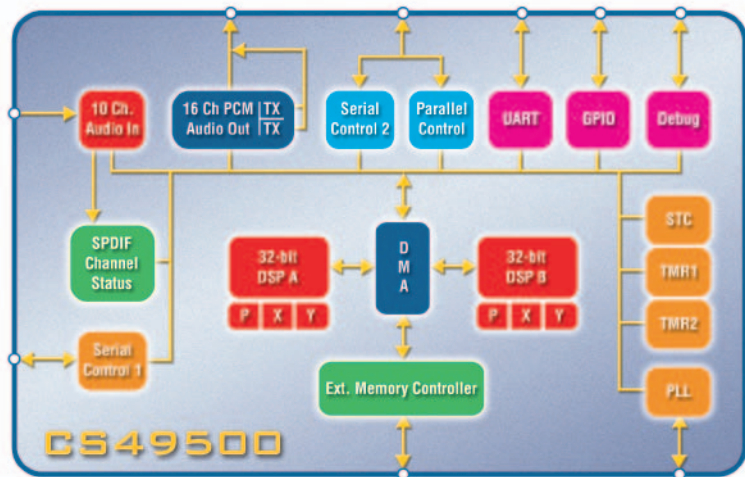 10 Ch.
Audio In
16 Ch PCM TX
Audio Out TX
Serial
Control 2
Parallel
Control
UART
GPIO
Debug
SPDIF
Channel
Status
32-bit
DSP A
P X Y
D
M
A
32-bit
DSP B
P X Y
STC
TMR1
TMR2
Serial
Control 1
Ext. Memory Controller
PLL
CS49500